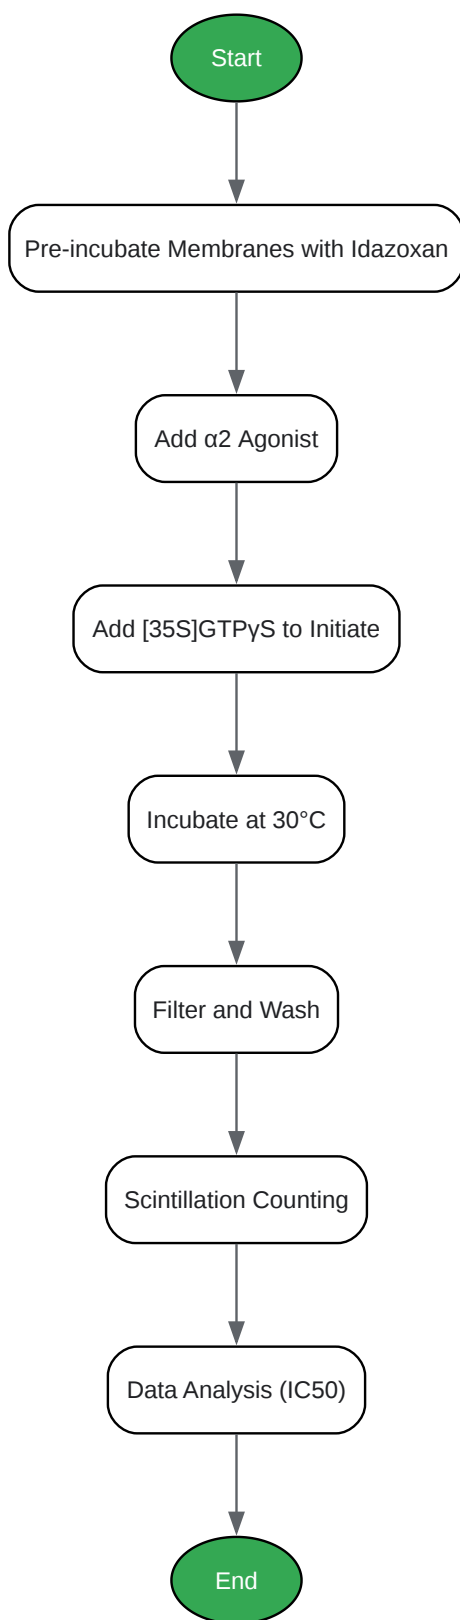 Start
Pre-incubate Membranes with Idazoxan
Add α2 Agonist
Add [35S]GTPγS to Initiate
Incubate at 30°C
Filter and Wash
Scintillation Counting
Data Analysis (IC50)
End